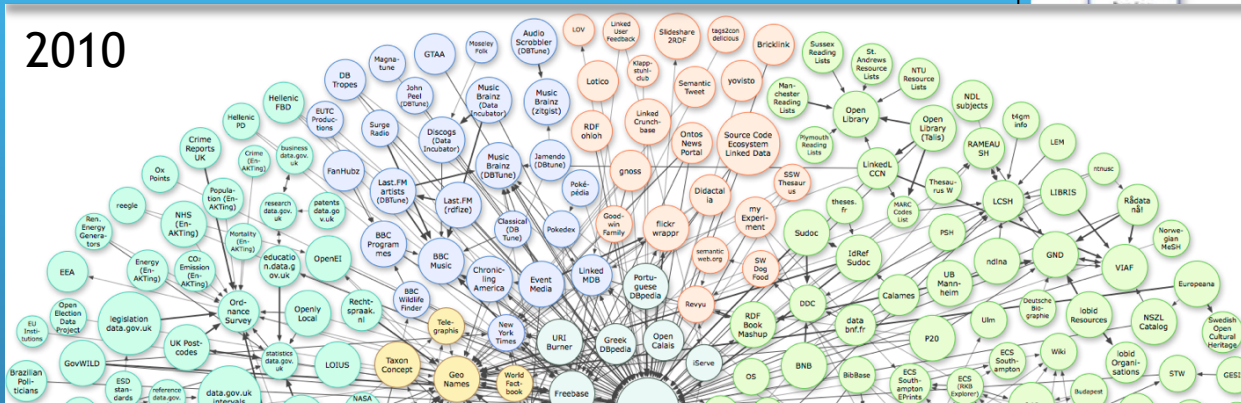 2010
Audio
Scrobbler
(DBTune)
LOV
Linked
User
Feedback
Slideshare
2RDF
tags2con
delicious
Bricklink
Sussex
Reading
Lists
St.
Andrews
Resource
Lists
NTU
Resource
Lists
Moseley
Folk
GTAA
Magna-
tune
DB
Tropes
John
Peel
(DBTune)
Music
Brainz
(Data
Incubator)
Music
Brainz
(zitgist)
Lotico
Klapp-
stuhl-
club
Semantic
Tweet
yovisto
Man-
chester
Reading
Lists
Open
Library
NDL
subjects
Hellenic
FBD
EUTC
Produc-
tions
Hellenic
PD
Surge
Radio
Discogs
(Data
Incubator)
RDF
ohloh
Linked
Crunch-
base
Ontos
News
Portal
Source Code
Ecosystem
Linked Data
Plymouth
Reading
Lists
Open
Library
(Talis)
t4gm
info
RAMEAU
SH
LEM
Crime
Reports
UK
Crime
(En-
AKTing)
business
data.gov.
uk
FanHubz
Music
Brainz
(DBTune)
Jamendo
(DBTune)
gnoss
LinkedL
CCN
Ox
Points
Popula-
tion (En-
AKTing)
research
data.gov.
uk
patents
data.go
v.uk
Last.FM
artists
(DBTune)
Last.FM
(rdfize)
Poké-
pédia
Didactal
ia
SSW
Thesaur
us
theses.
fr
Thesau-
rus W
LCSH
LIBRIS
Rådata
nå!
reegle
Ren.
Energy
Genera-
tors
NHS
(En-
AKTing)
Mortality
(En-
AKTing)
BBC
Program
mes
Classical
(DB
Tune)
Pokedex
Good-
win
Family
flickr
wrappr
my
Experi-
ment
Sudoc
MARC
Codes
List
PSH
Norwe-
gian
MeSH
EEA
Energy
(En-
AKTing)
CO2
Emission
(En-
AKTing)
educatio
n.data.g
ov.uk
OpenEI
BBC
Music
Chronic-
ling
America
Event
Media
Linked
MDB
Portu-
guese
DBpedia
semantic
web.org
SW
Dog
Food
IdRef
Sudoc
ndlna
GND
VIAF
UB
Mann-
heim
Europeana
Open
Election
Data
Project
EU
Insti-
tutions
legislation
data.gov.uk
Ord-
nance
Survey
Openly
Local
Recht-
spraak.
nl
BBC
Wildlife
Finder
Revyu
DDC
Calames
Deutsche
Bio-
graphie
lobid
Resources
NSZL
Catalog
Swedish
Open
Cultural
Heritage
Tele-
graphis
New
York
Times
URI
Burner
Greek
DBpedia
Open
Calais
RDF
Book
Mashup
data
bnf.fr
Ulm
GovWILD
UK Post-
codes
statistics
data.gov.
uk
LOIUS
Taxon
Concept
Geo
Names
World
Fact-
book
Freebase
iServe
OS
BNB
P20
BibBase
ECS
South-
ampton
Wiki
lobid
Organi-
sations
STW
GESI
Brazilian
Poli-
ticians
ESD
stan-
dards
reference
data.gov.
data.gov.uk
intervals
NASA
ECS
South-
ampton
EPrints
ECS
(RKB
Explorer)
Budapest